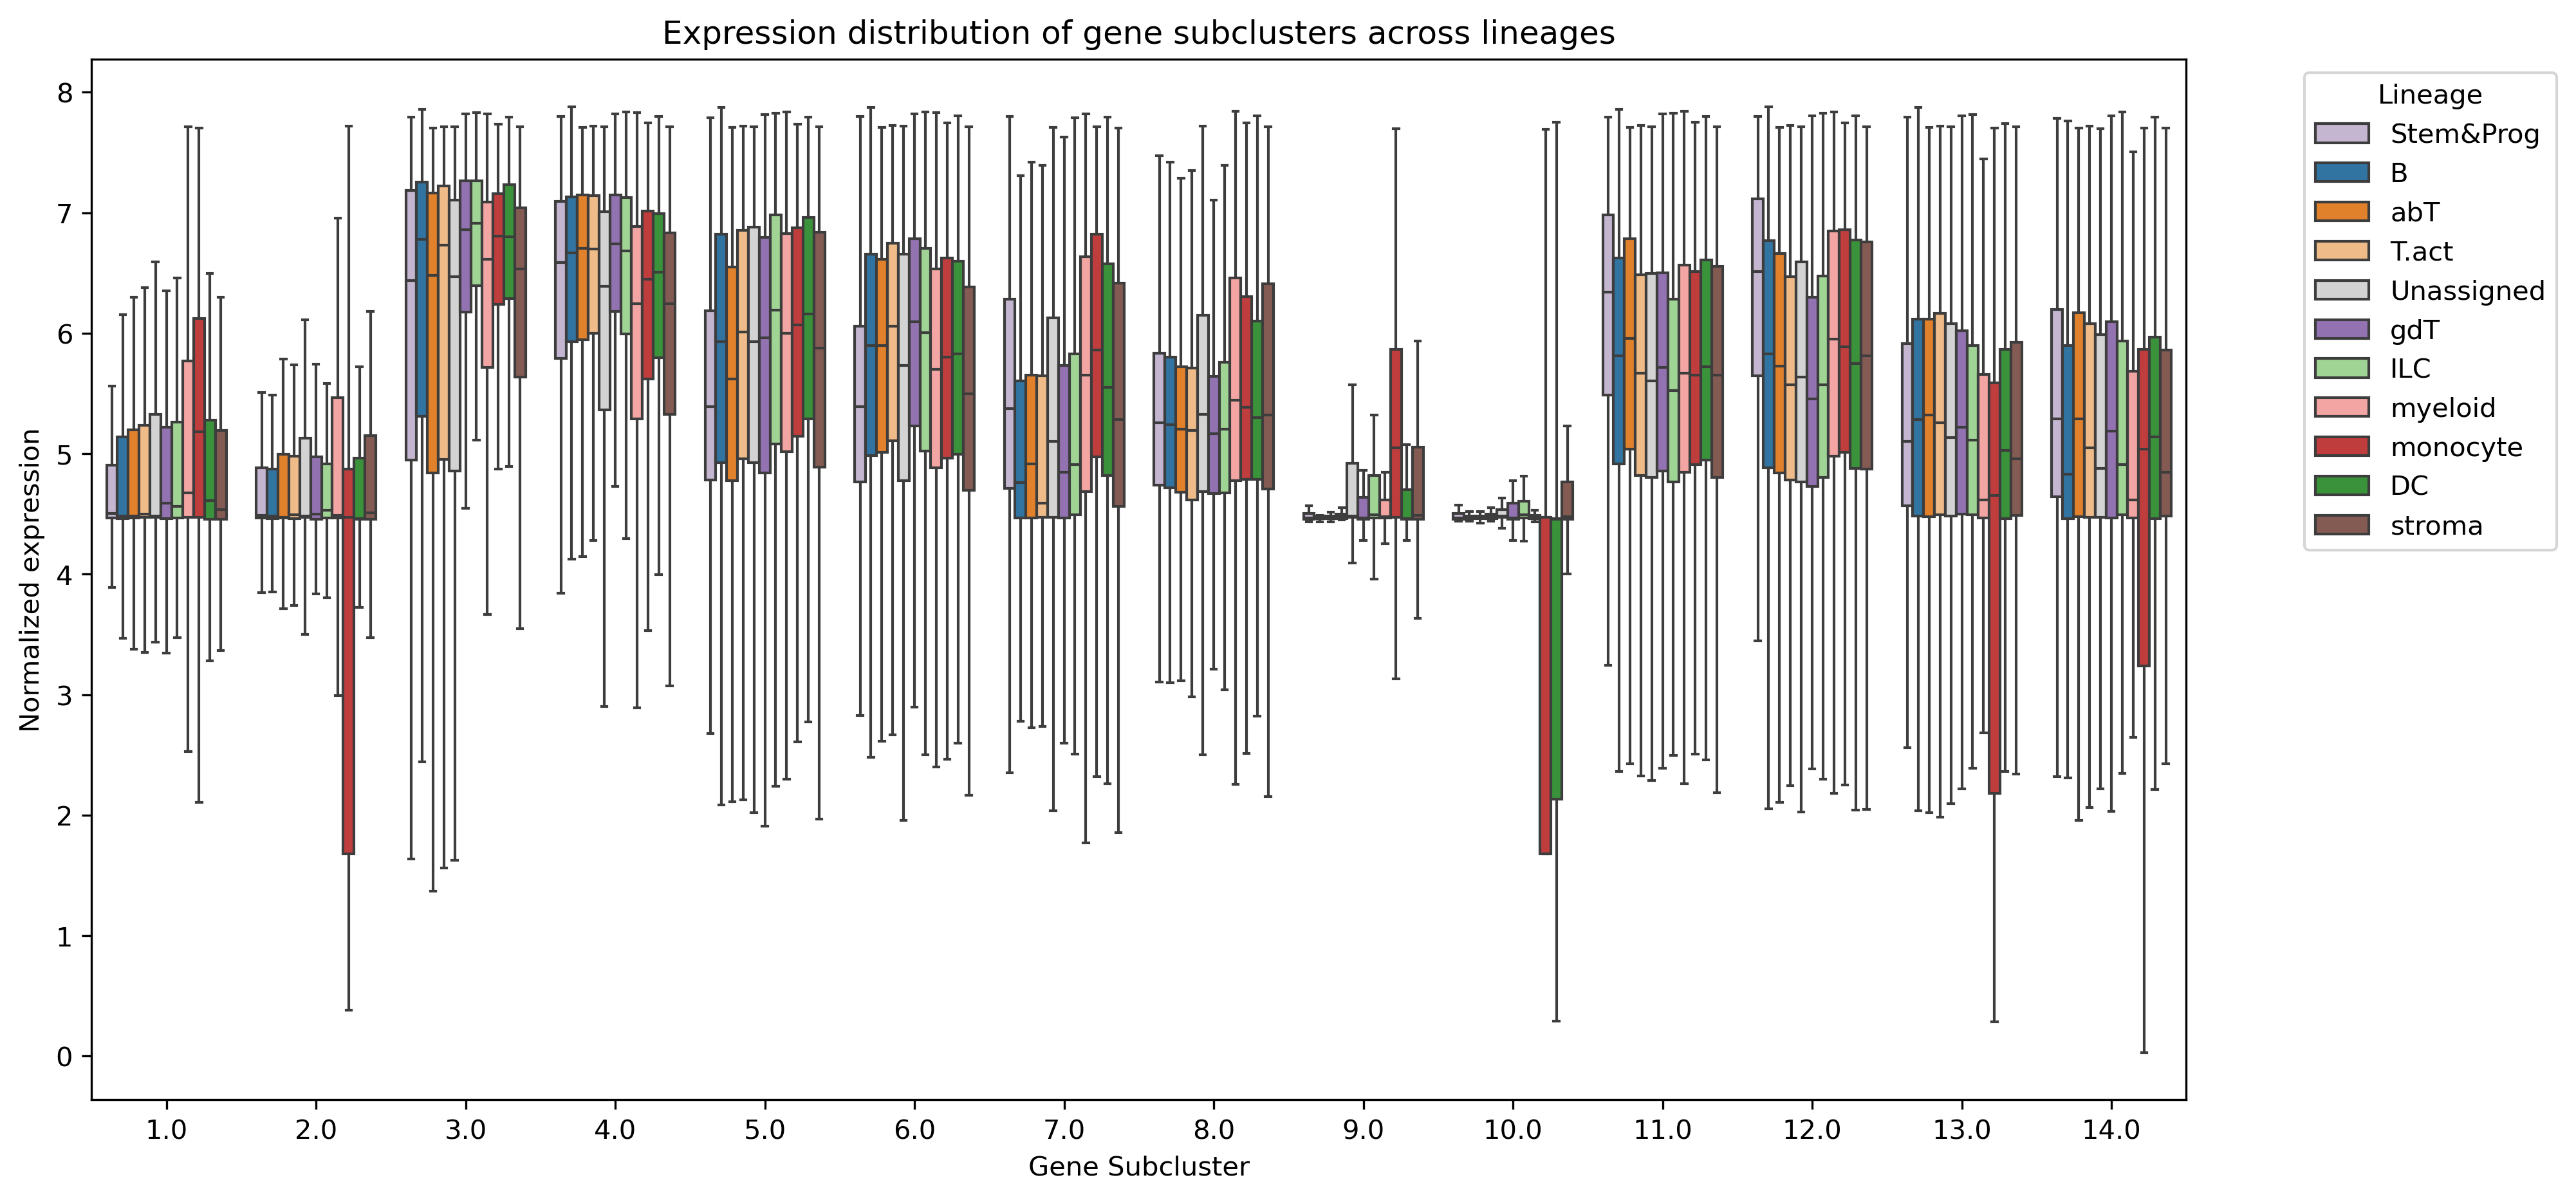 Expression distribution of gene subclusters across lineages
Normalized expression
8
7
6
5
4
3
2
1
0
1.0 2.0 3.0 4.0 5.0 6.0 7.0 8.0 9.0 10.0 11.0 12.0 13.0 14.0
Gene Subcluster
Lineage
Stem&Prog
B
abT
T.act
Unassigned
gdT
ILC
myeloid
monocyte
DC
stroma